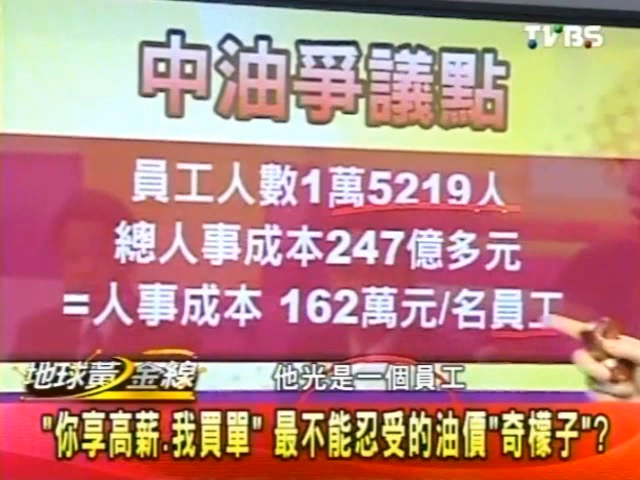 TVBS
中油爭議點
員工人數1萬5219人
總人事成本247億多元
=人事成本 162萬元/名員工
地球黃金線
他光是一個員工
"你享高薪.我買單" 最不能忍受的油價"奇檬子"?